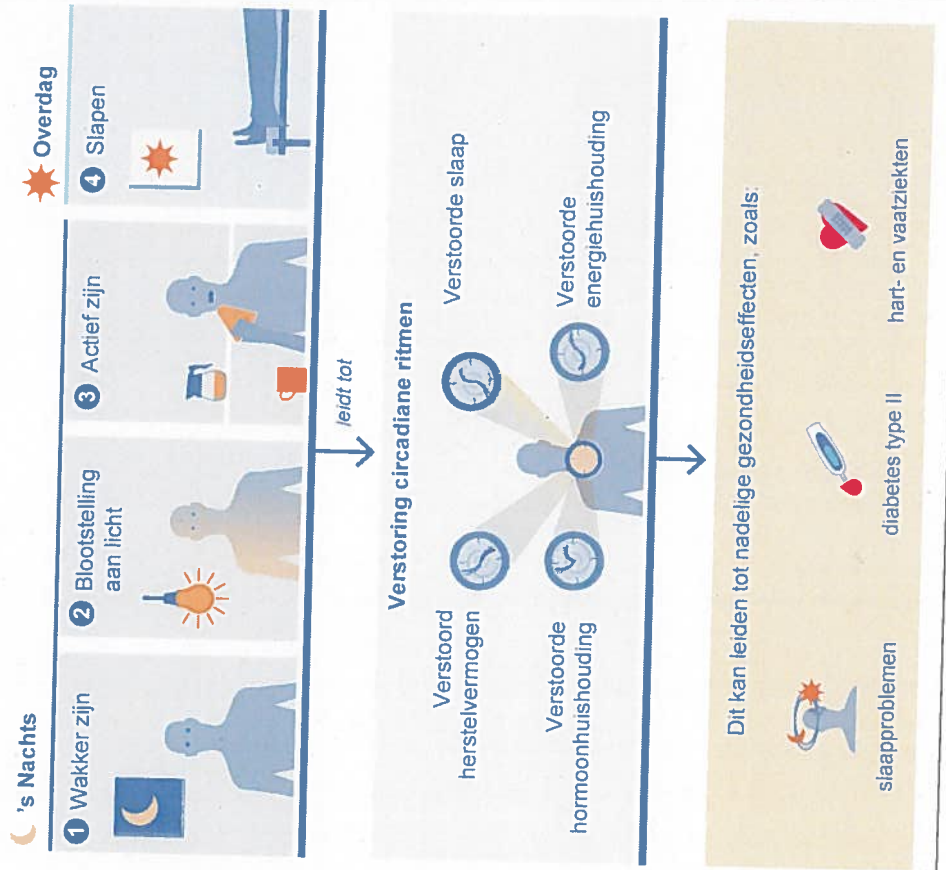 's Nachts
Overdag
1 Wakker zijn
2 Blootstelling
aan licht
3 Actief zijn
4 Slapen
leidt tot
Verstoring circadiane ritmen
Verstoord
herstelvermogen
Verstoorde slaap
Verstoorde
hormoonhuishouding
Verstoorde
energiehuishouding
Dit kan leiden tot nadelige gezondheidseffecten, zoals:
slaapproblemen
diabetes type II
hart- en vaatziekten